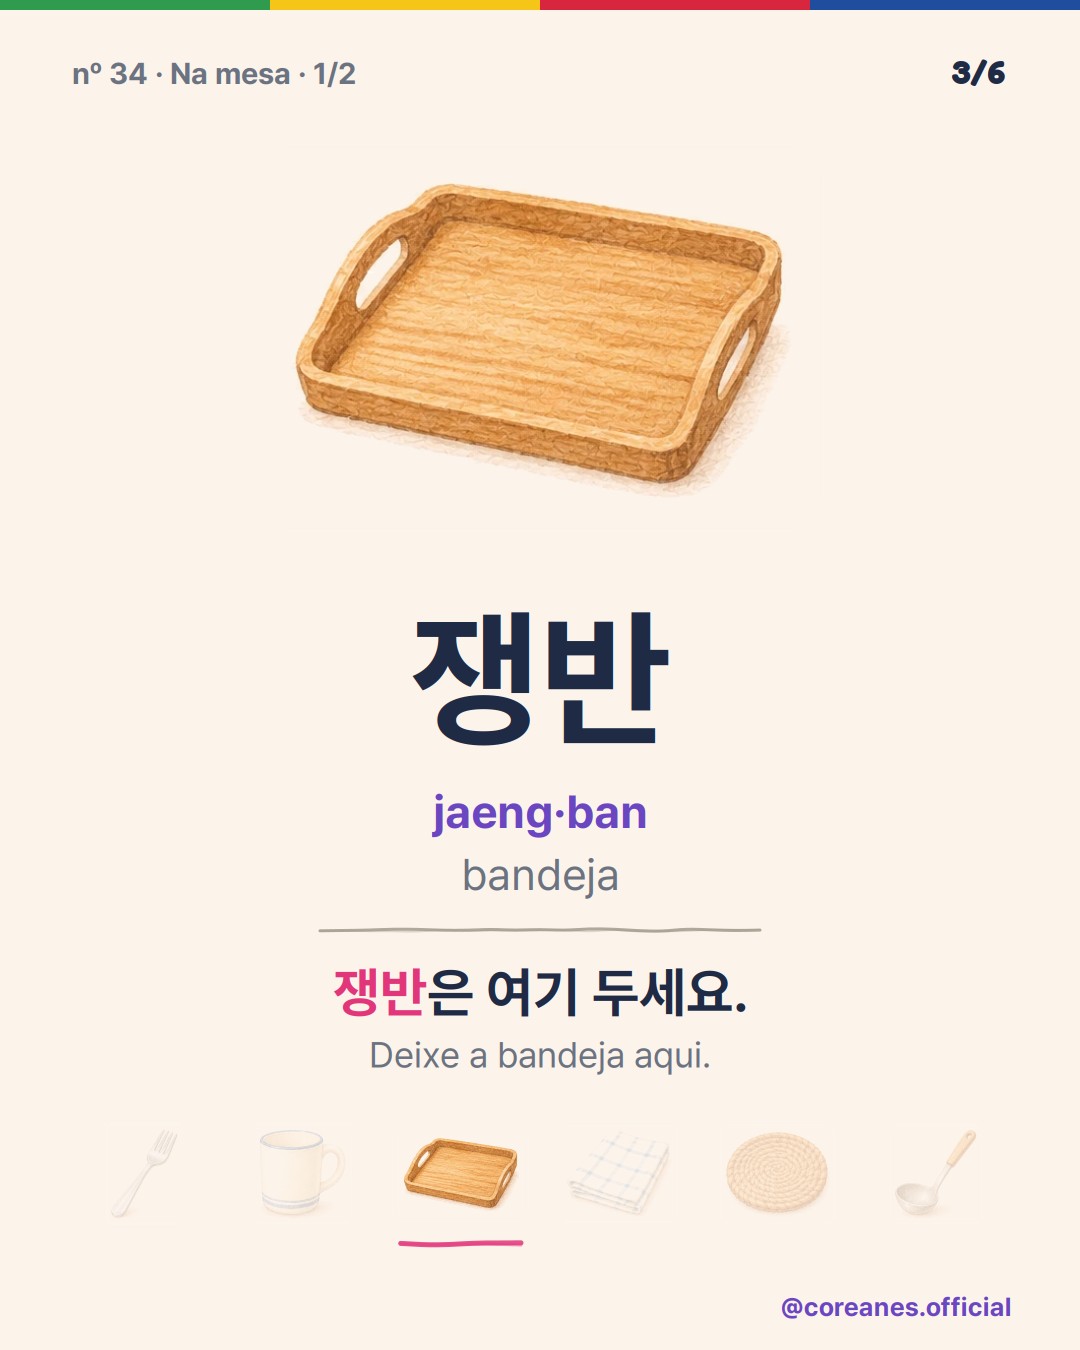 nº 34 · Na mesa · 1/2
3/6
쟁반
jaeng·ban
bandeja
쟁반은 여기 두세요.
Deixe a bandeja aqui.
@coreanes.official